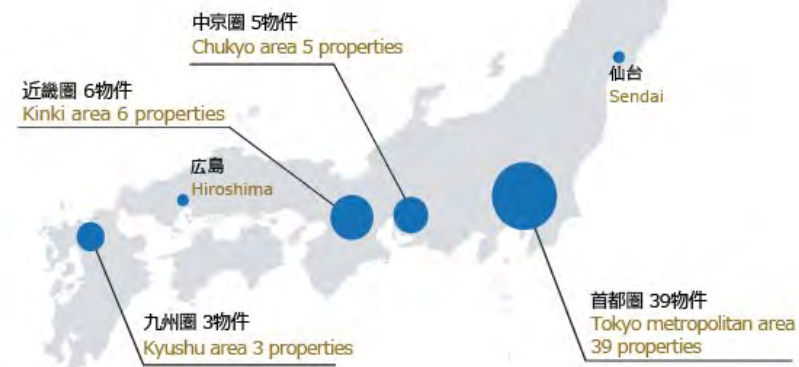 中京圏 5物件
Chukyo area 5 properties
仙台
Sendai
近畿圏 6物件
Kinki area 6 properties
広島
Hiroshima
首都圏 39物件
Tokyo metropolitan area
39 properties
九州圏 3物件
Kyushu area 3 properties